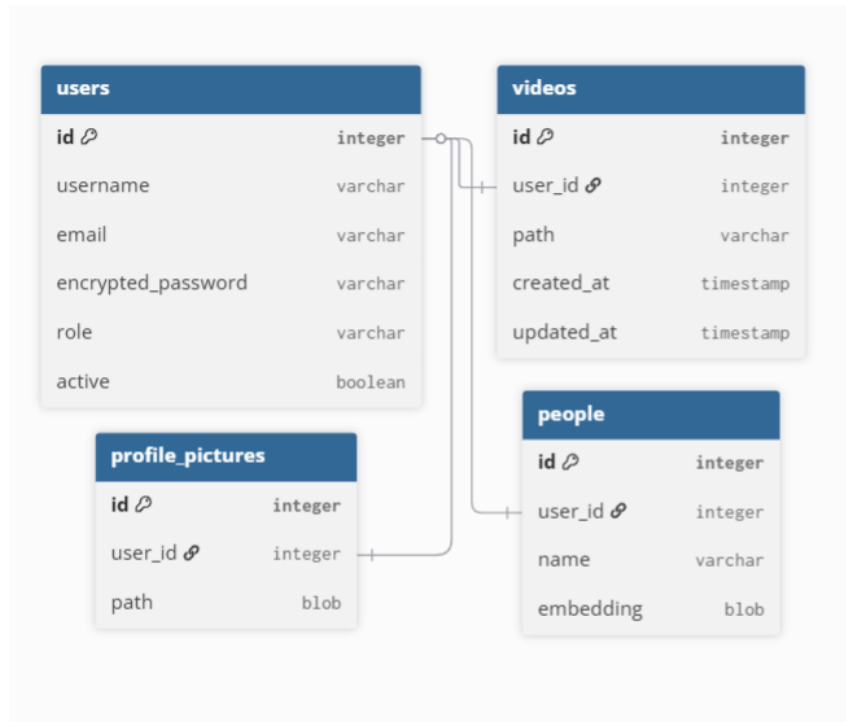 users
id integer
username varchar
email varchar
encrypted_password varchar
role varchar
active boolean
videos
id integer
user_id integer
path varchar
created_at timestamp
updated_at timestamp
profile_pictures
id integer
user_id integer
path blob
people
id integer
user_id integer
name varchar
embedding blob